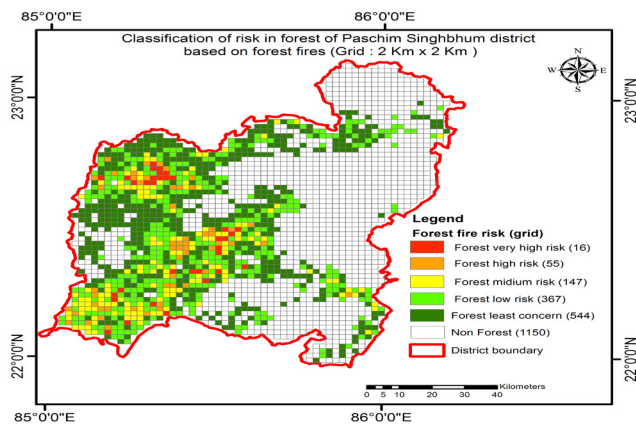 85°0'0"E
86°0'0"E
Classification of risk in forest of Paschim Singhbhum district
based on forest fires (Grid : 2 Km x 2 Km )
N
W
E
S
23°0'0"N
23°0'0"N
Legend
Forest fire risk (grid)
Forest very high risk (16)
Forest high risk (55)
Forest midium risk (147)
Forest low risk (367)
Forest least concern (544)
Non Forest (1150)
District boundary
22°0'0"N
22°0'0"N
Kilometers
0 5 10 20 30 40
85°0'0"E
86°0'0"E